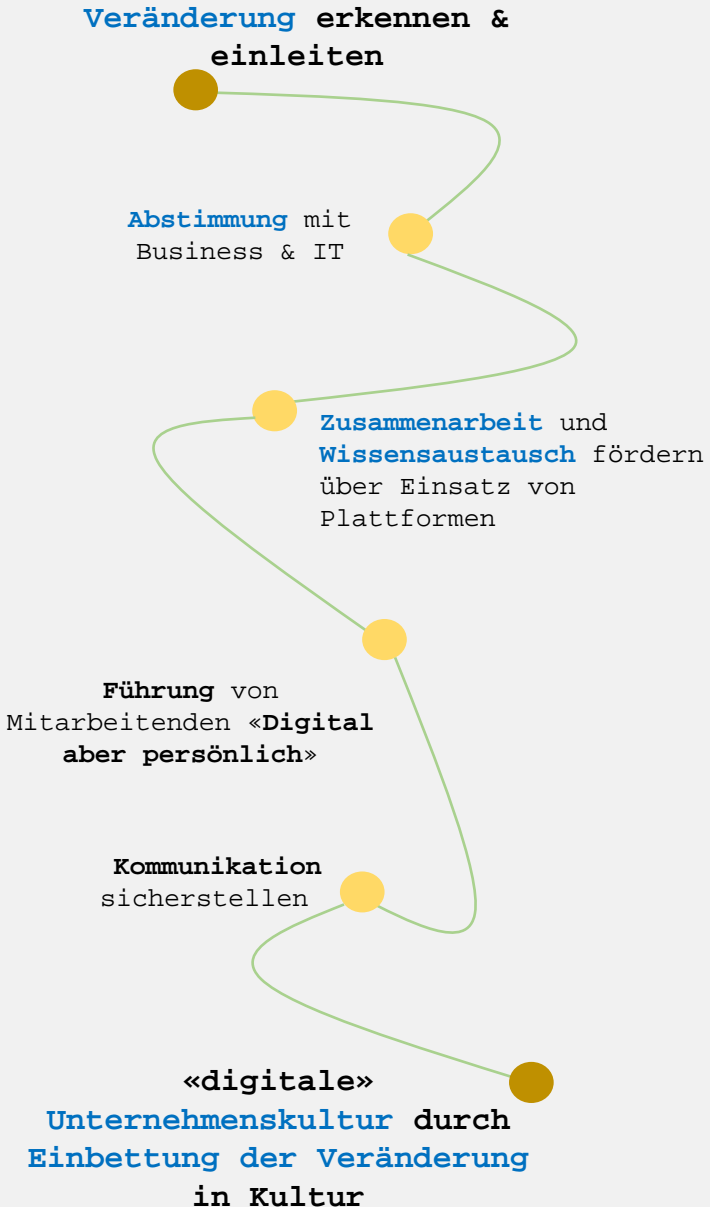 Veränderung erkennen &
einleiten
Abstimmung mit
Business & IT
Zusammenarbeit und
Wissensaustausch fördern
über Einsatz von
Plattformen
Führung von
Mitarbeitenden «Digital
aber persönlich»
Kommunikation
sicherstellen
«digitale»
Unternehmenskultur durch
Einbettung der Veränderung
in Kultur